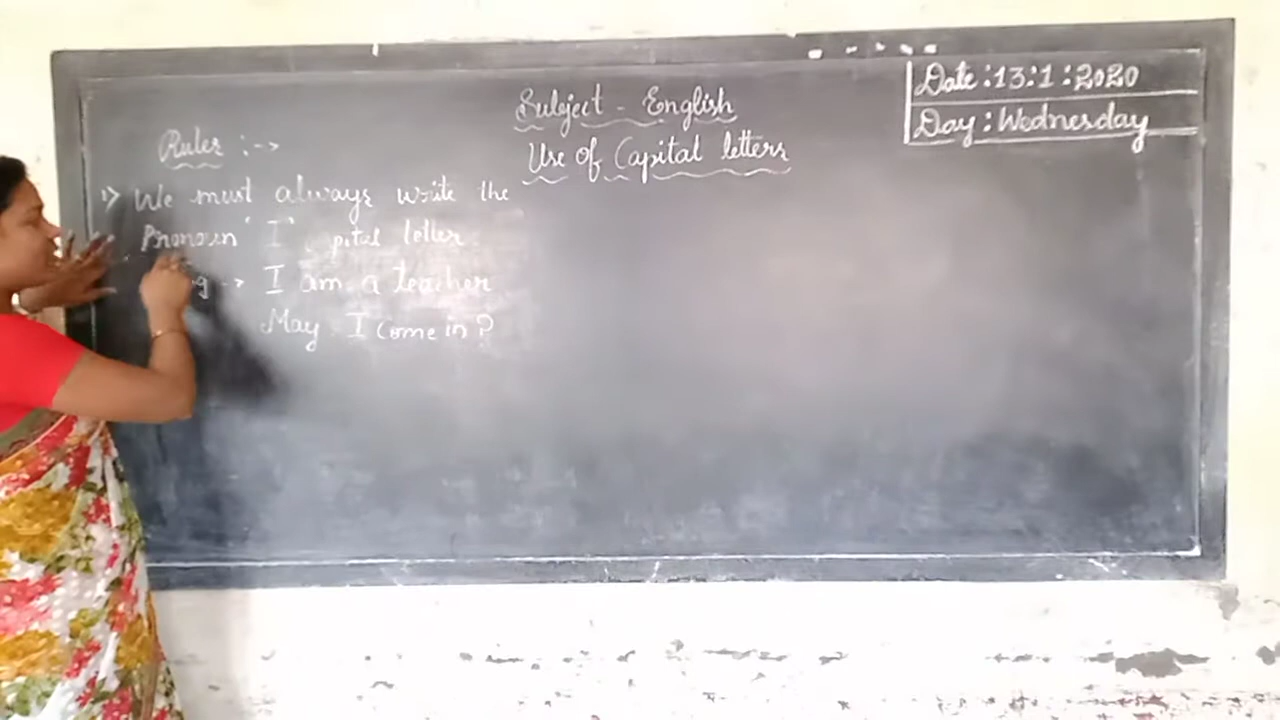 Subject - English
Use of Capital letters
Date : 13 : 1 : 2020
Day : Wednesday
Rules :->
1> We must always write the
Pronoun 'I' pital letter
g -> I am a teacher
May I come in ?